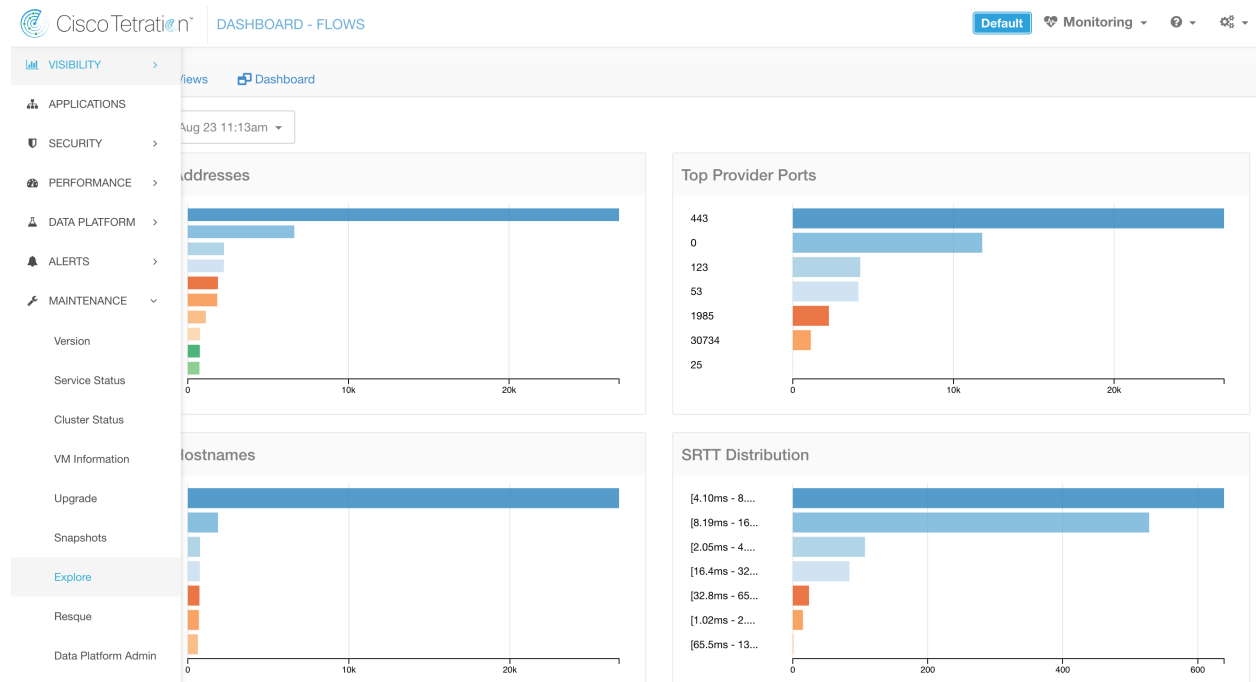 Cisco Tetration™
DASHBOARD - FLOWS
Default
Monitoring
VISIBILITY
APPLICATIONS
SECURITY
PERFORMANCE
DATA PLATFORM
ALERTS
MAINTENANCE
Version
Service Status
Cluster Status
VM Information
Upgrade
Snapshots
Explore
Resque
Data Platform Admin
Dashboard
Aug 23 11:13am
0 10k 20k
Top Provider Ports
443
0
123
53
1985
30734
25
0 10k 20k
0 10k 20k
SRTT Distribution
[4.10ms - 8....
[8.19ms - 16...
[2.05ms - 4....
[16.4ms - 32...
[32.8ms - 65...
[1.02ms - 2....
[65.5ms - 13...
0 200 400 600